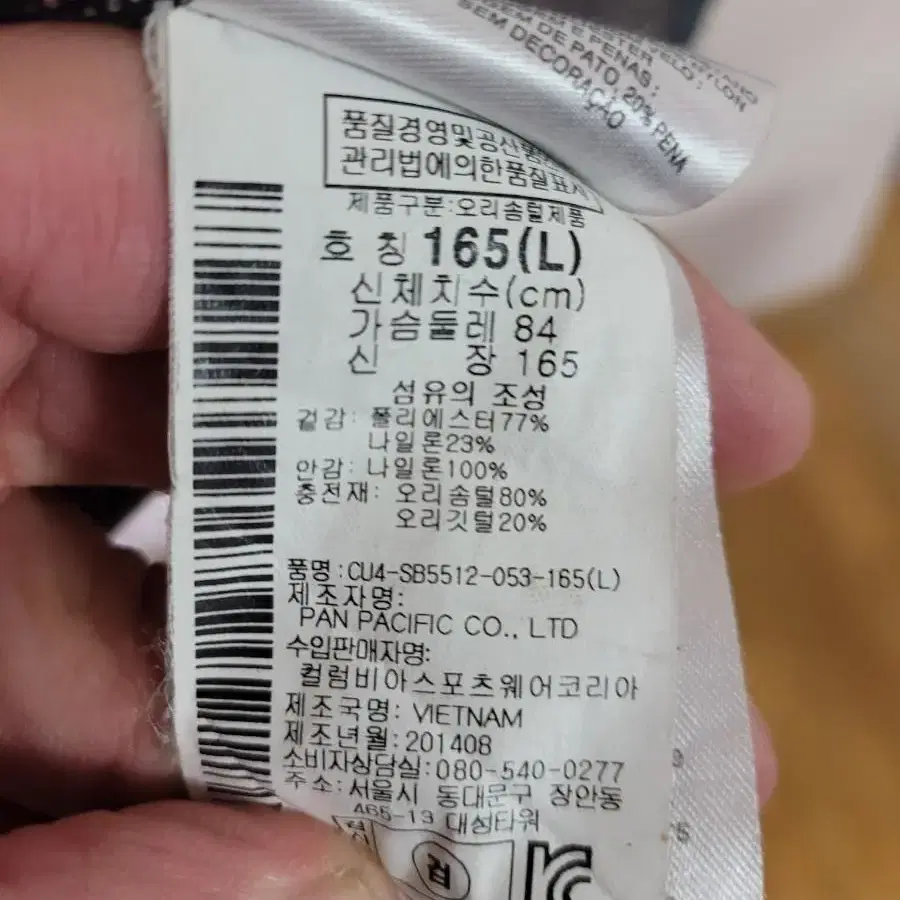 SEM DE PENAS:
SEM DE PATO: 20% PENA
SEM DECORAÇÃO
품질경영및공산품
관리법에의한품질표시
제품구분:오리솜털제품
호 칭 165(L)
신체치수(cm)
가슴둘레 84
신 장 165
섬유의 조성
겉감: 폴리에스터77%
나일론23%
안감: 나일론100%
충전재: 오리솜털80%
오리깃털20%
품명:CU4-SB5512-053-165(L)
제조자명:
PAN PACIFIC CO., LTD
수입판매자명:
컬럼비아스포츠웨어코리아
제조국명: VIETNAM
제조년월:201408
소비자상담실:080-540-0277
주소:서울시 동대문구 장안동
465-13 대성타워
검